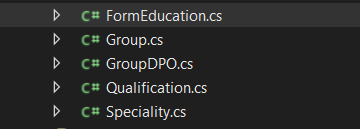 C# FormEducation.cs
C# Group.cs
C# GroupDPO.cs
C# Qualification.cs
C# Speciality.cs